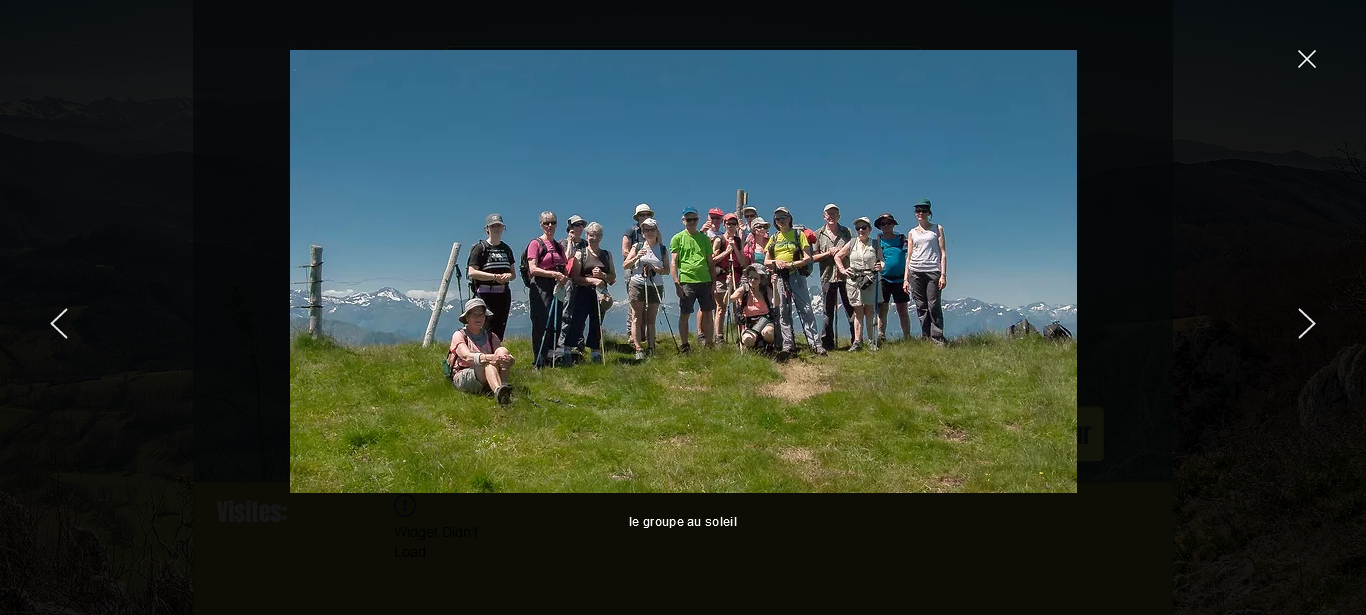 le groupe au soleil
Visites:
Widget Didn't
Load